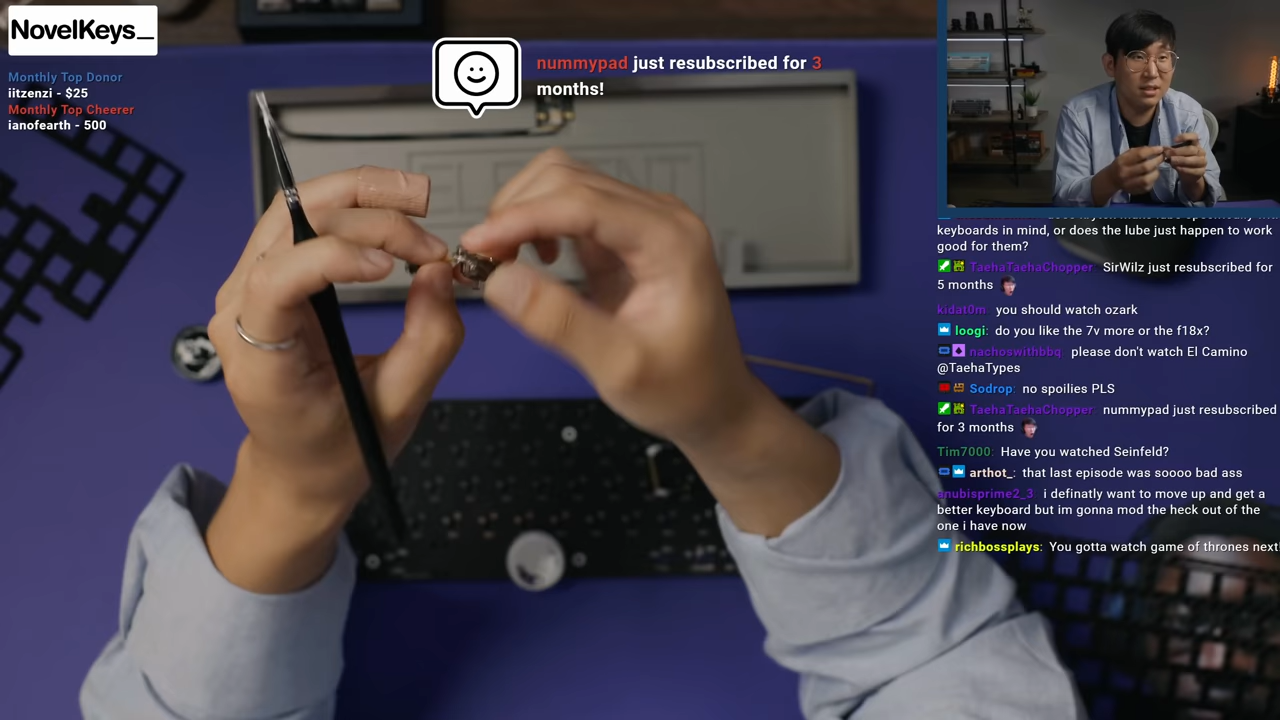 NovelKeys_
Monthly Top Donor
iitzenzi - $25
Monthly Top Cheerer
ianofearth - 500
nummypad just resubscribed for 3
months!
keyboards in mind, or does the lube just happen to work
good for them?
TaehaTaehaChopper: SirWilz just resubscribed for
5 months
kidat0m: you should watch ozark
loogi: do you like the 7v more or the f18x?
nachoswithbbq: please don't watch El Camino
@TaehaTypes
Sodrop: no spoilies PLS
TaehaTaehaChopper: nummypad just resubscribed
for 3 months
Tim7000: Have you watched Seinfeld?
arthot_: that last episode was soooo bad ass
anubisprime2_3: i definatly want to move up and get a
better keyboard but im gonna mod the heck out of the
one i have now
richbossplays: You gotta watch game of thrones next!